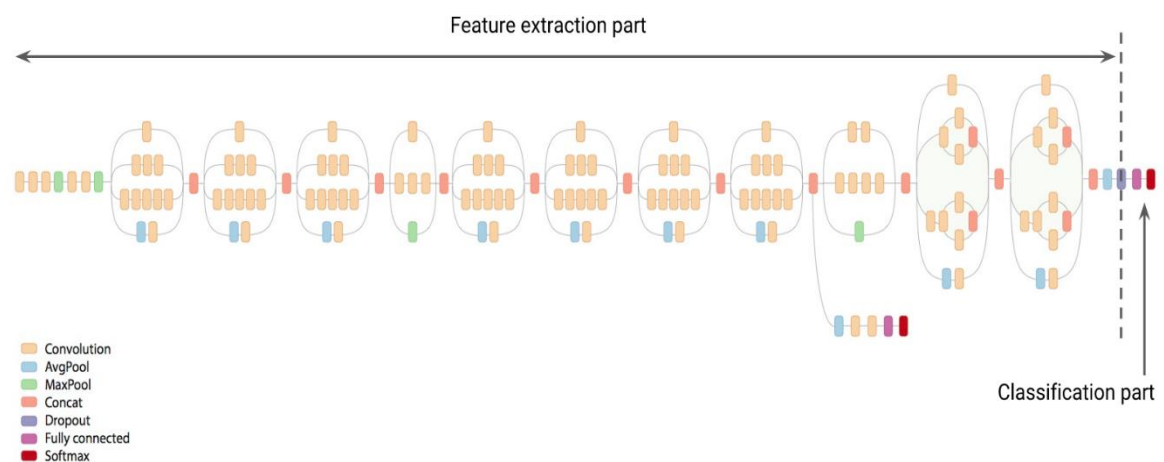 Feature extraction part
Convolution
AvgPool
MaxPool
Concat
Dropout
Fully connected
Softmax
Classification part